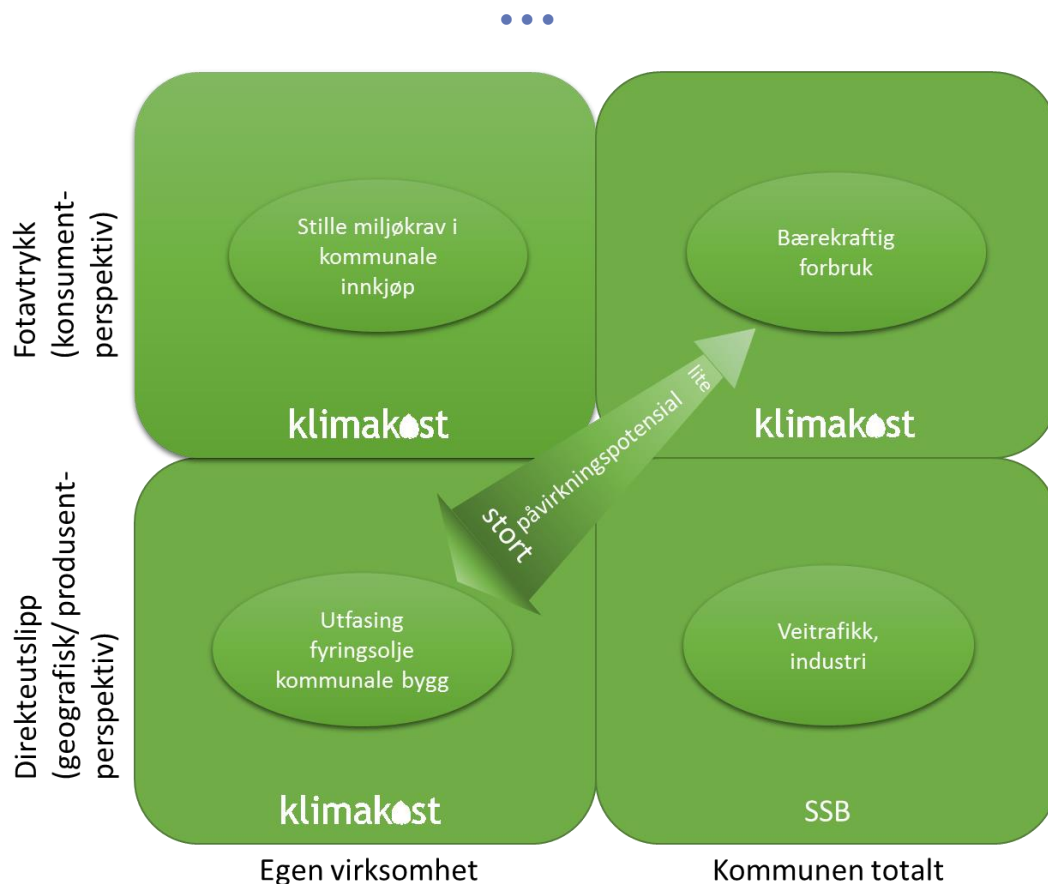 Fotavtrykk
(konsument-
perspektiv)
Stille miljøkrav i
kommunale
innkjøp
klimakost
Bærekraftig
forbruk
klimakost
lite
påvirkningspotensial
stort
Direkteutslipp
(geografisk/ produsent-
perspektiv)
Utfasing
fyringsolje
kommunale bygg
klimakost
Veitrafikk,
industri
SSB
Egen virksomhet
Kommunen totalt